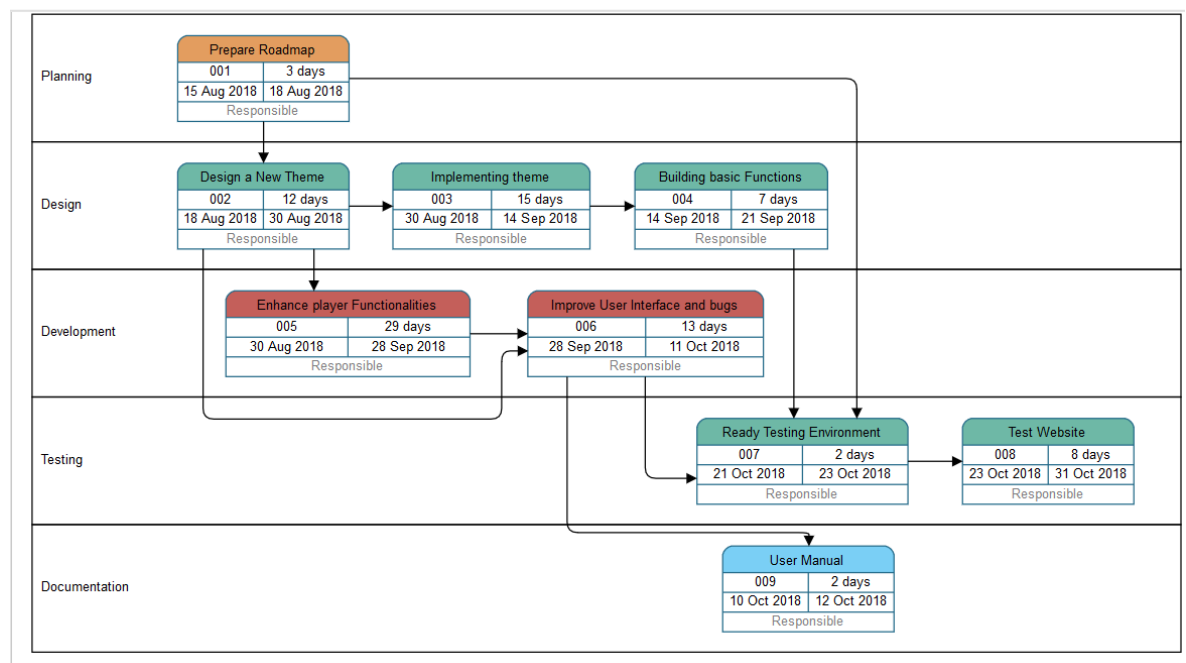 Planning
Prepare Roadmap
001 3 days
15 Aug 2018 18 Aug 2018
Responsible
Design
Design a New Theme
002 12 days
18 Aug 2018 30 Aug 2018
Responsible
Implementing theme
003 15 days
30 Aug 2018 14 Sep 2018
Responsible
Building basic Functions
004 7 days
14 Sep 2018 21 Sep 2018
Responsible
Development
Enhance player Functionalities
005 29 days
30 Aug 2018 28 Sep 2018
Responsible
Improve User Interface and bugs
006 13 days
28 Sep 2018 11 Oct 2018
Responsible
Testing
Ready Testing Environment
007 2 days
21 Oct 2018 23 Oct 2018
Responsible
Test Website
008 8 days
23 Oct 2018 31 Oct 2018
Responsible
Documentation
User Manual
009 2 days
10 Oct 2018 12 Oct 2018
Responsible